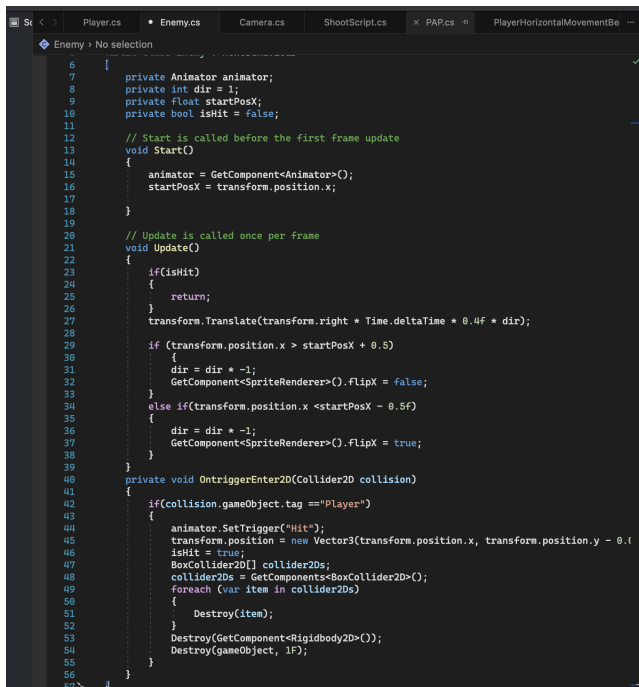 Sc < > Player.cs Enemy.cs Camera.cs ShootScript.cs × PAP.cs PlayerHorizontalMovementBe ...
Enemy › No selection
6 {
7 private Animator animator;
8 private int dir = 1;
9 private float startPosX;
10 private bool isHit = false;
11
12 // Start is called before the first frame update
13 void Start()
14 {
15 animator = GetComponent<Animator>();
16 startPosX = transform.position.x;
17
18 }
19
20 // Update is called once per frame
21 void Update()
22 {
23 if(isHit)
24 {
25 return;
26 }
27 transform.Translate(transform.right * Time.deltaTime * 0.4f * dir);
28
29 if (transform.position.x > startPosX + 0.5)
30 {
31 dir = dir * -1;
32 GetComponent<SpriteRenderer>().flipX = false;
33 }
34 else if(transform.position.x <startPosX - 0.5f)
35 {
36 dir = dir * -1;
37 GetComponent<SpriteRenderer>().flipX = true;
38 }
39 }
40 private void OntriggerEnter2D(Collider2D collision)
41 {
42 if(collision.gameObject.tag =="Player")
43 {
44 animator.SetTrigger("Hit");
45 transform.position = new Vector3(transform.position.x, transform.position.y - 0.0
46 isHit = true;
47 BoxCollider2D[] collider2Ds;
48 collider2Ds = GetComponents<BoxCollider2D>();
49 foreach (var item in collider2Ds)
50 {
51 Destroy(item);
52 }
53 Destroy(GetComponent<Rigidbody2D>());
54 Destroy(gameObject, 1F);
55 }
56 }
57 }